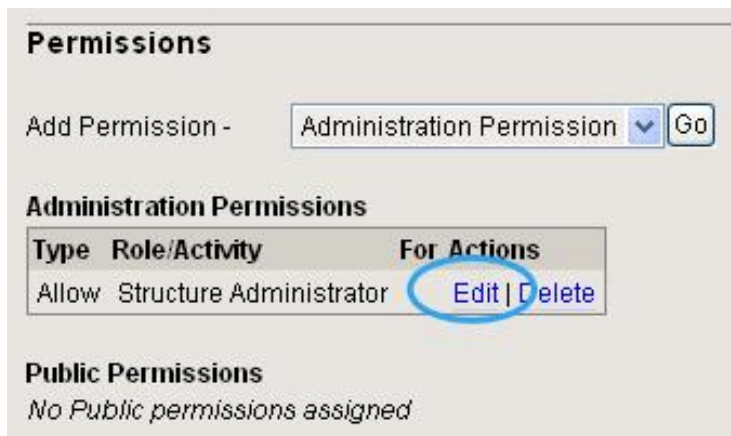 Permissions
Add Permission - Administration Permission Go
Administration Permissions
Type Role/Activity For Actions
Allow Structure Administrator Edit | Delete
Public Permissions
No Public permissions assigned